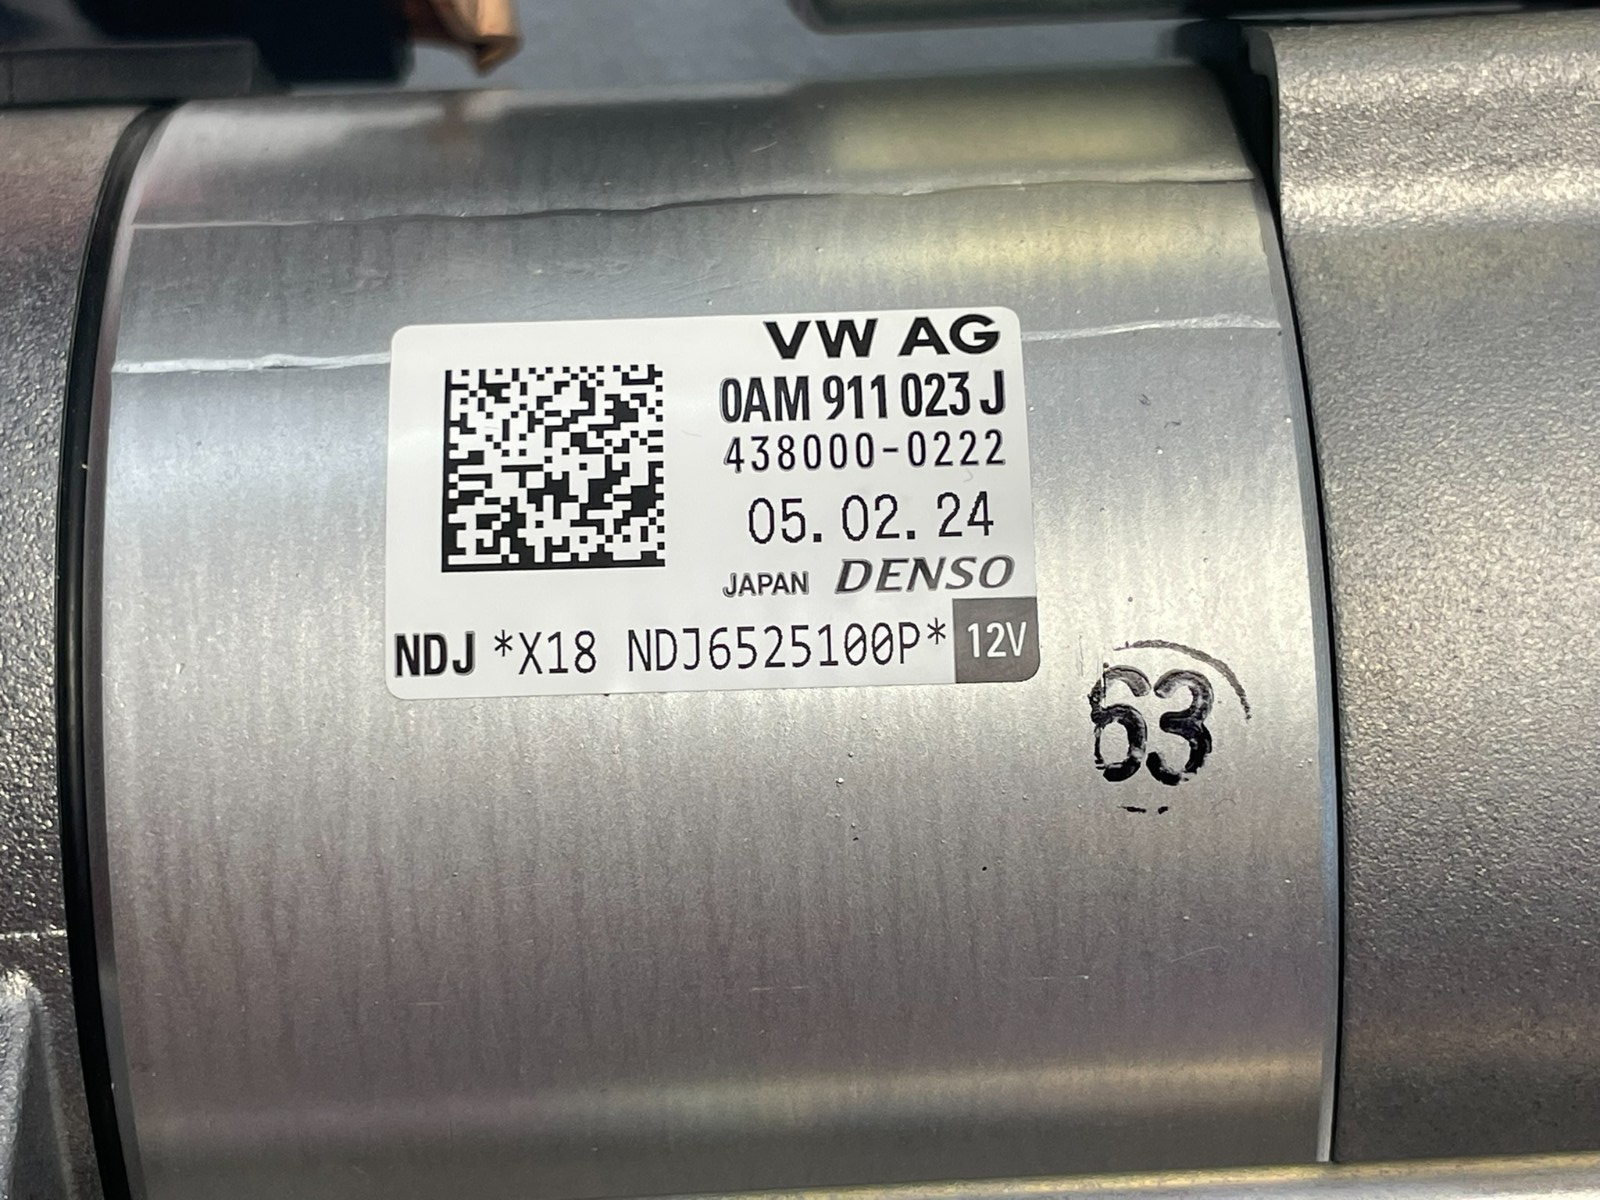 VW AG
0AM 911 023 J
438000-0222
05. 02. 24
JAPAN DENSO
NDJ *X18 NDJ6525100P* 12V
63